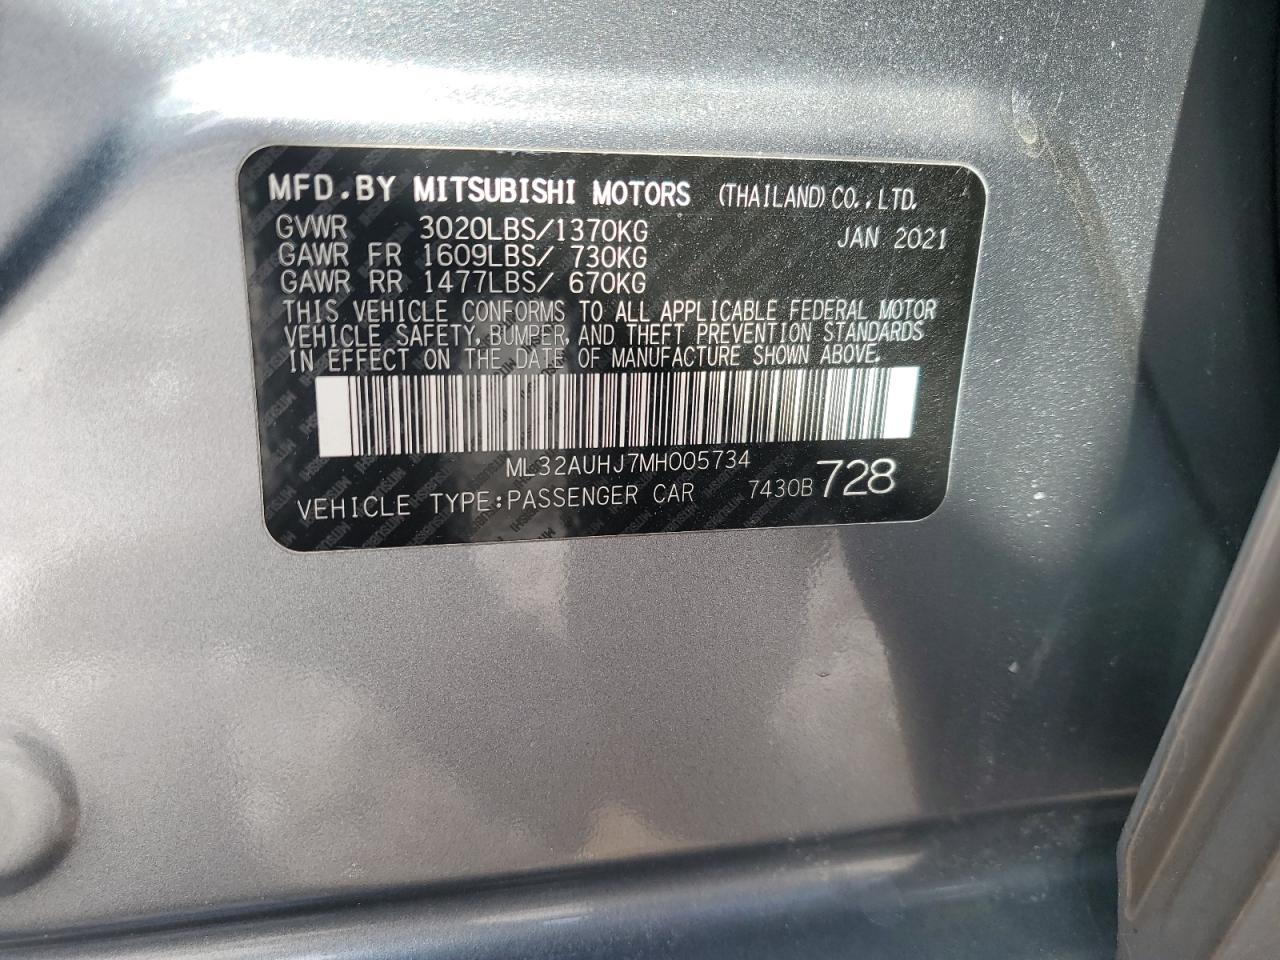 MFD.BY MITSUBISHI MOTORS (THAILAND) CO., LTD.
GVWR 3020LBS/1370KG JAN 2021
GAWR FR 1609LBS/ 730KG
GAWR RR 1477LBS/ 670KG
THIS VEHICLE CONFORMS TO ALL APPLICABLE FEDERAL MOTOR
VEHICLE SAFETY, BUMPER, AND THEFT PREVENTION STANDARDS
IN EFFECT ON THE DATE OF MANUFACTURE SHOWN ABOVE.
ML32AUHJ7MH005734
VEHICLE TYPE:PASSENGER CAR 7430B 728